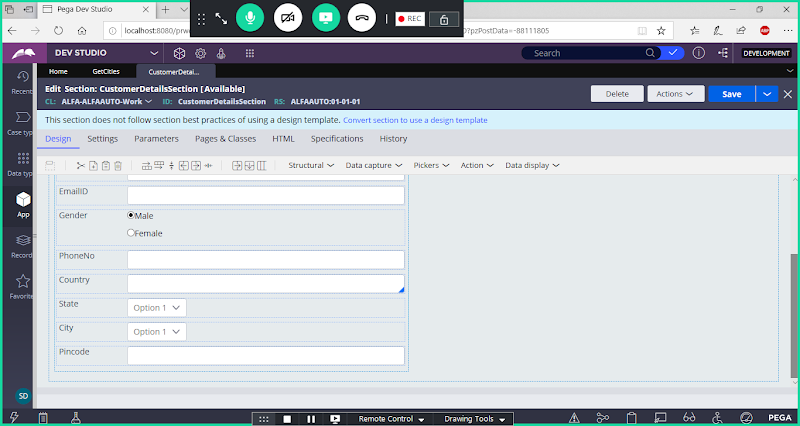 Pega Dev Studio
REC
localhost:8080/prw
0?pzPostData=-88111805
DEV STUDIO
Search
DEVELOPMENT
Home
GetCities
CustomerDetai...
Recent
Edit Section: CustomerDetailsSection [Available]
CL: ALFA-ALFAAUTO-Work ID: CustomerDetailsSection RS: ALFAAUTO:01-01-01
Delete
Actions
Save
This section does not follow section best practices of using a design template. Convert section to use a design template
Case typ
Design Settings Parameters Pages & Classes HTML Specifications History
Data typ
Structural Data capture Pickers Action Data display
App
EmailID
Gender
Male
Female
Record
PhoneNo
Country
Favorite
State
Option 1
City
Option 1
Pincode
SD
Remote Control
Drawing Tools
PEGA